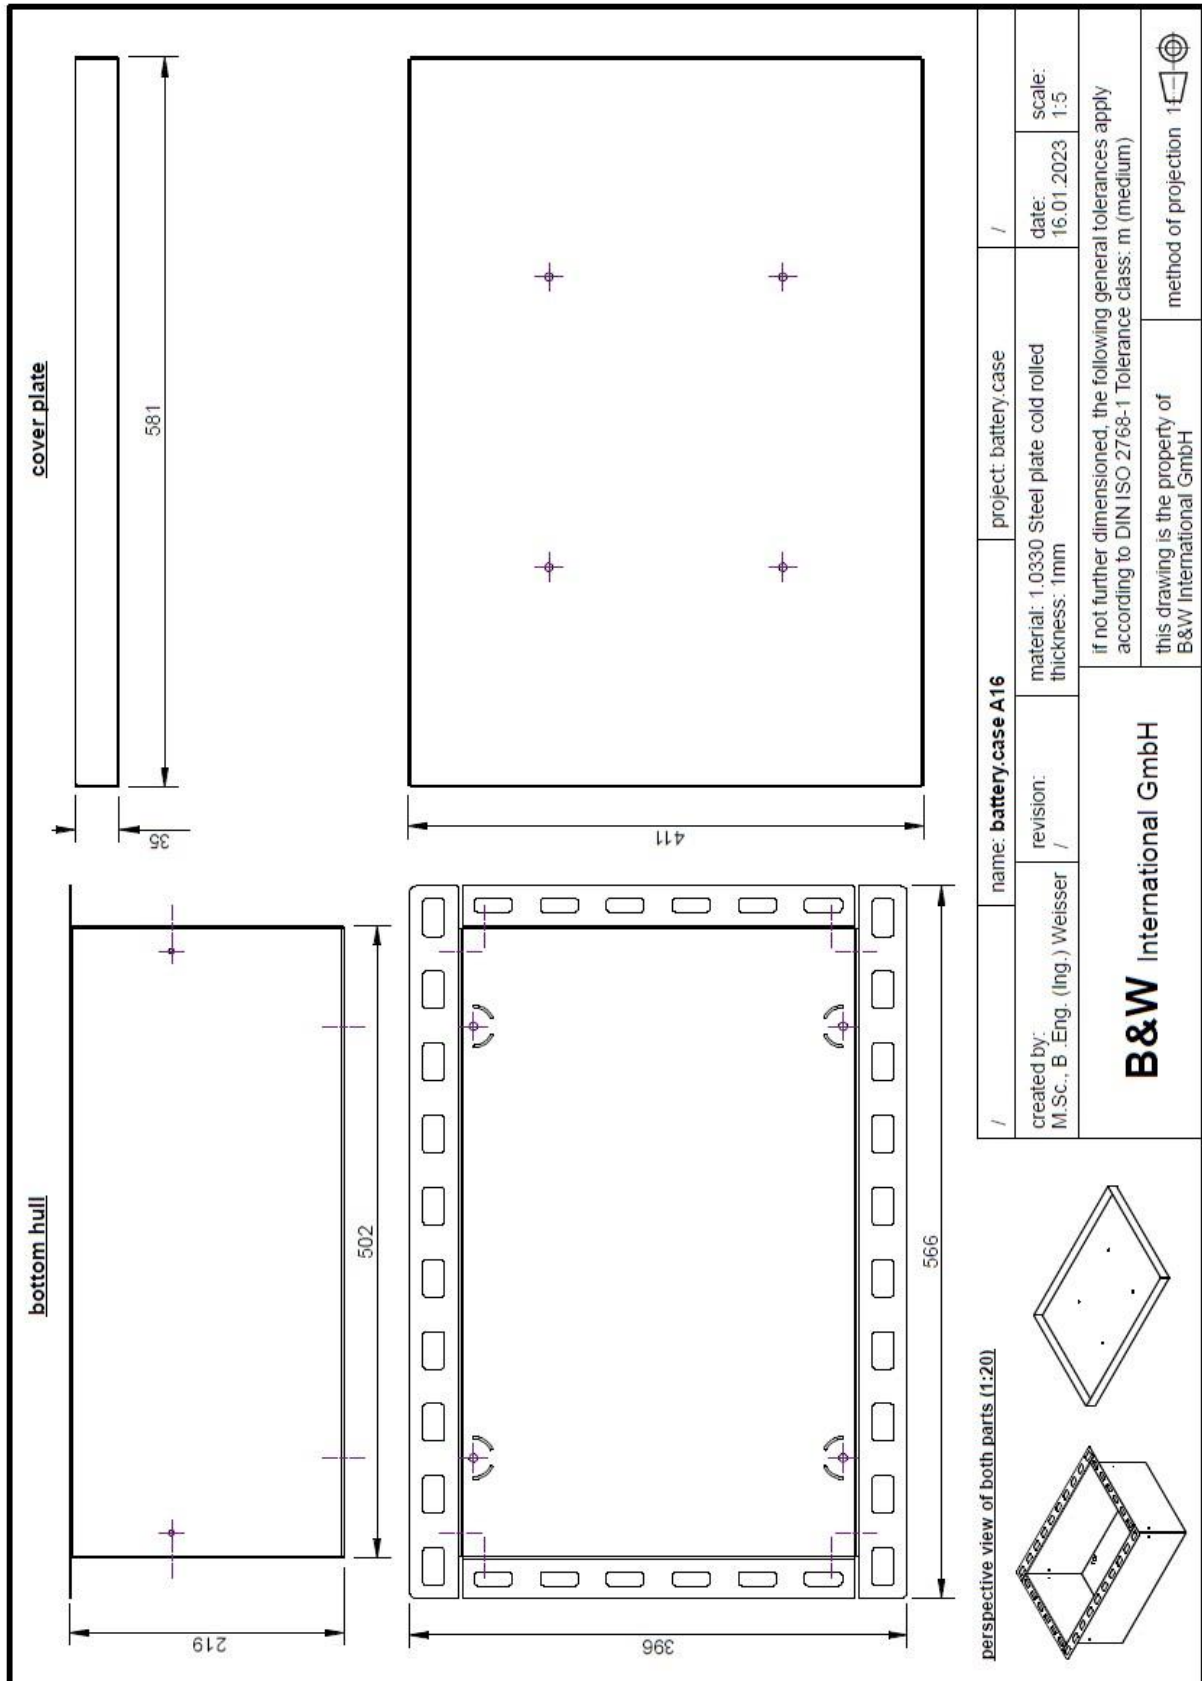 bottom hull
cover plate
219
502
35
581
396
566
411
perspective view of both parts (1:20)
/
name: battery.case A16
project: battery.case
/
created by:
M.Sc., B .Eng. (Ing.) Weisser
revision:
/
material: 1.0330 Steel plate cold rolled
thickness: 1mm
date:
16.01.2023
scale:
1:5
B&W International GmbH
if not further dimensioned, the following general tolerances apply
according to DIN ISO 2768-1 Tolerance class: m (medium)
this drawing is the property of
B&W International GmbH
method of projection 1